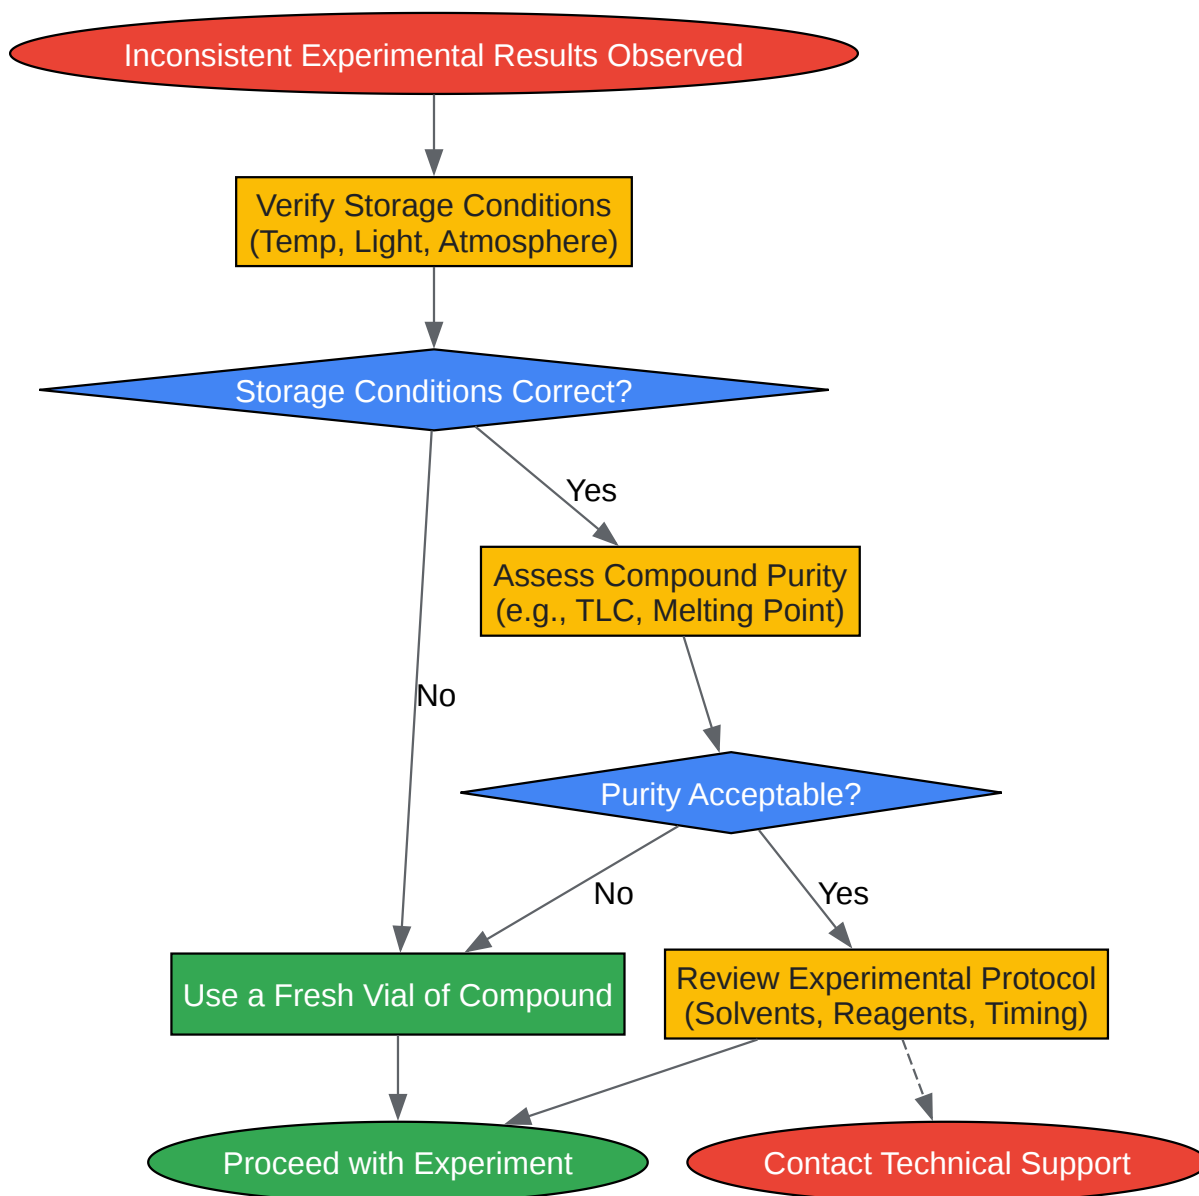 Inconsistent Experimental Results Observed
Verify Storage Conditions
(Temp, Light, Atmosphere)
Storage Conditions Correct?
Yes
Assess Compound Purity
(e.g., TLC, Melting Point)
No
Purity Acceptable?
No
Yes
Use a Fresh Vial of Compound
Review Experimental Protocol
(Solvents, Reagents, Timing)
Proceed with Experiment
Contact Technical Support